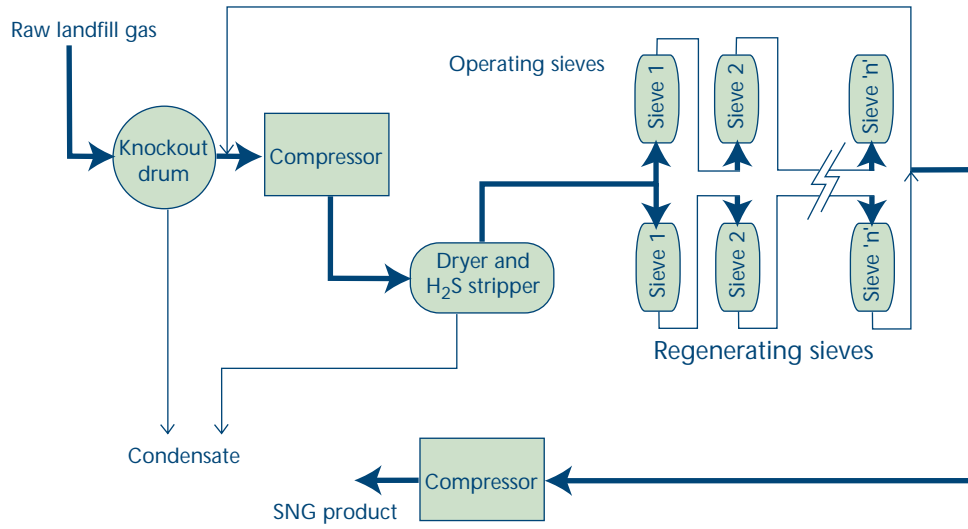 Raw landfill gas
Operating sieves
Sieve 1
Sieve 2
Sieve 'n'
Knockout
drum
Compressor
Dryer and
H₂S stripper
Sieve 1
Sieve 2
Sieve 'n'
Regenerating sieves
Condensate
Compressor
SNG product